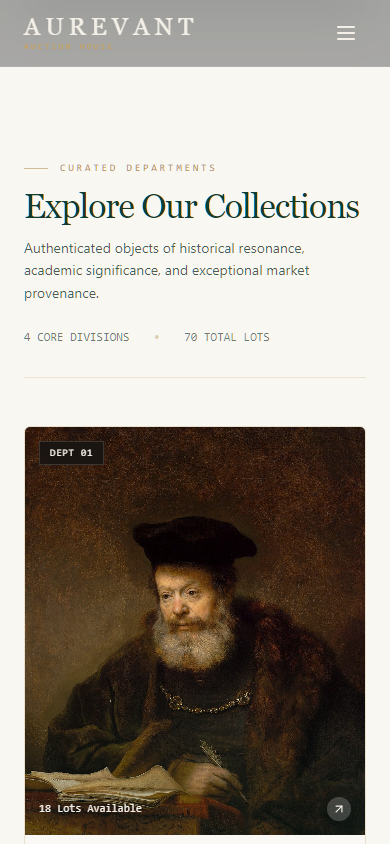 AUREVANT
CURATED DEPARTMENTS
Explore Our Collections
Authenticated objects of historical resonance,
academic significance, and exceptional market
provenance.
4 CORE DIVISIONS • 70 TOTAL LOTS
DEPT 01
18 Lots Available